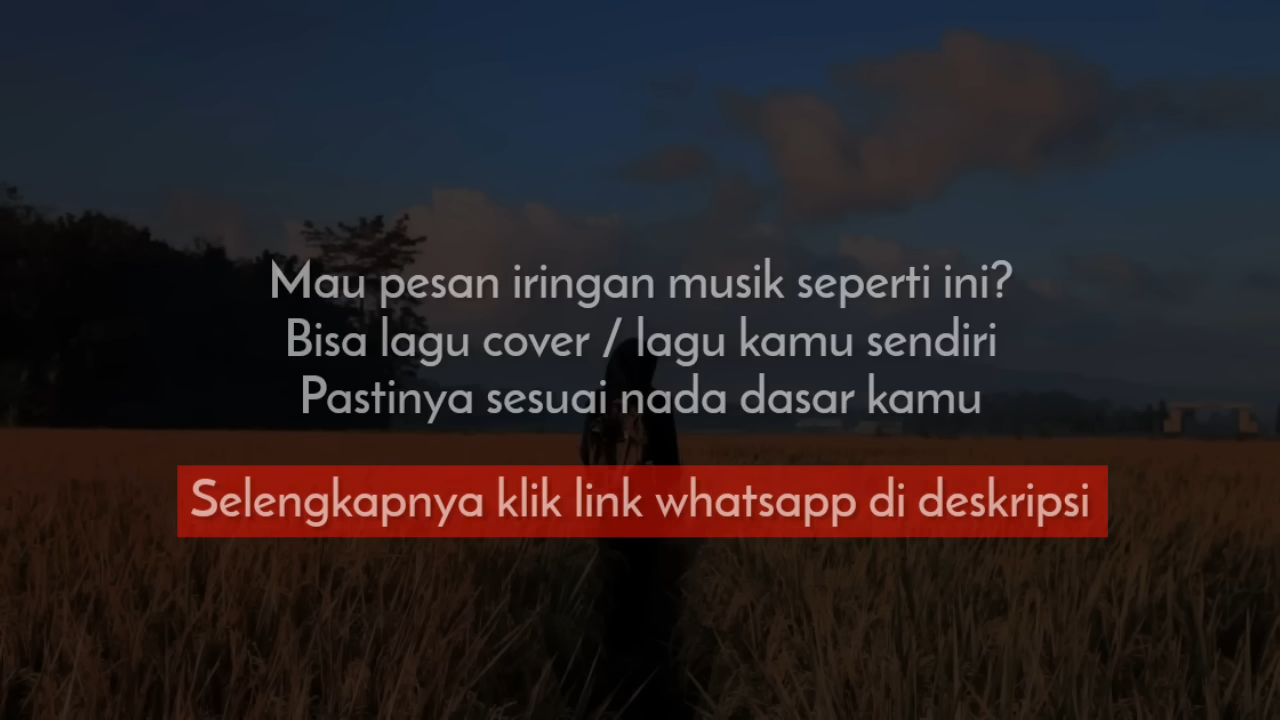 Mau pesan iringan musik seperti ini?
Bisa lagu cover / lagu kamu sendiri
Pastinya sesuai nada dasar kamu
Selengkapnya klik link whatsapp di deskripsi